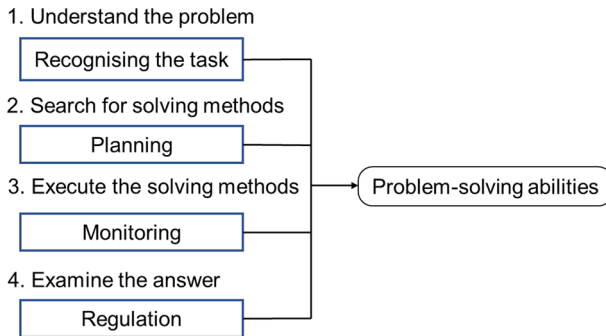 1. Understand the problem
Recognising the task
2. Search for solving methods
Planning
3. Execute the solving methods
Problem-solving abilities
Monitoring
4. Examine the answer
Regulation